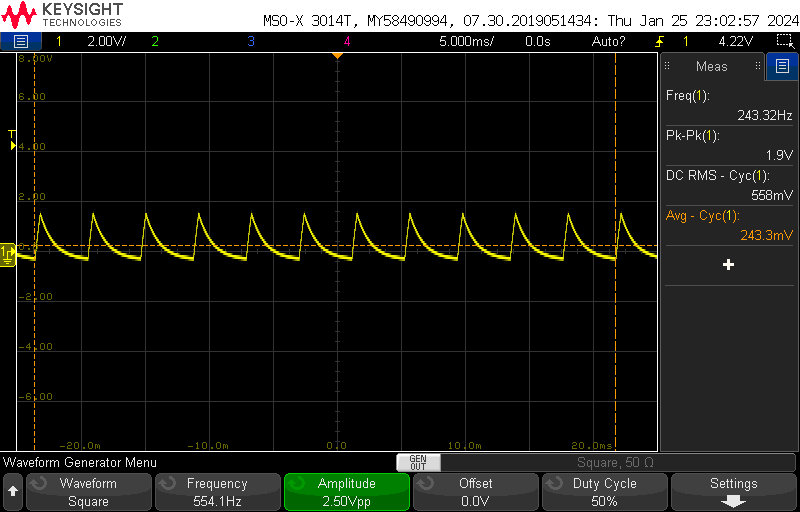 KEYSIGHT
TECHNOLOGIES
MSO-X 3014T, MY58490994, 07.30.2019051434: Thu Jan 25 23:02:57 2024
1 2.00V/ 2 3 4 5.000ms/ 0.0s Auto? 1 4.22V
8.00V
6.00
4.00
2.00
0.0
-2.00
-4.00
-6.00
-20.0m -10.0m 0.0 10.0m 20.0ms
T
1
Meas
Freq(1):
243.32Hz
Pk-Pk(1):
1.9V
DC RMS - Cyc(1):
558mV
Avg - Cyc(1):
243.3mV
Waveform Generator Menu
GEN
OUT
Square, 50 Ω
Waveform
Square
Frequency
554.1Hz
Amplitude
2.50Vpp
Offset
0.0V
Duty Cycle
50%
Settings